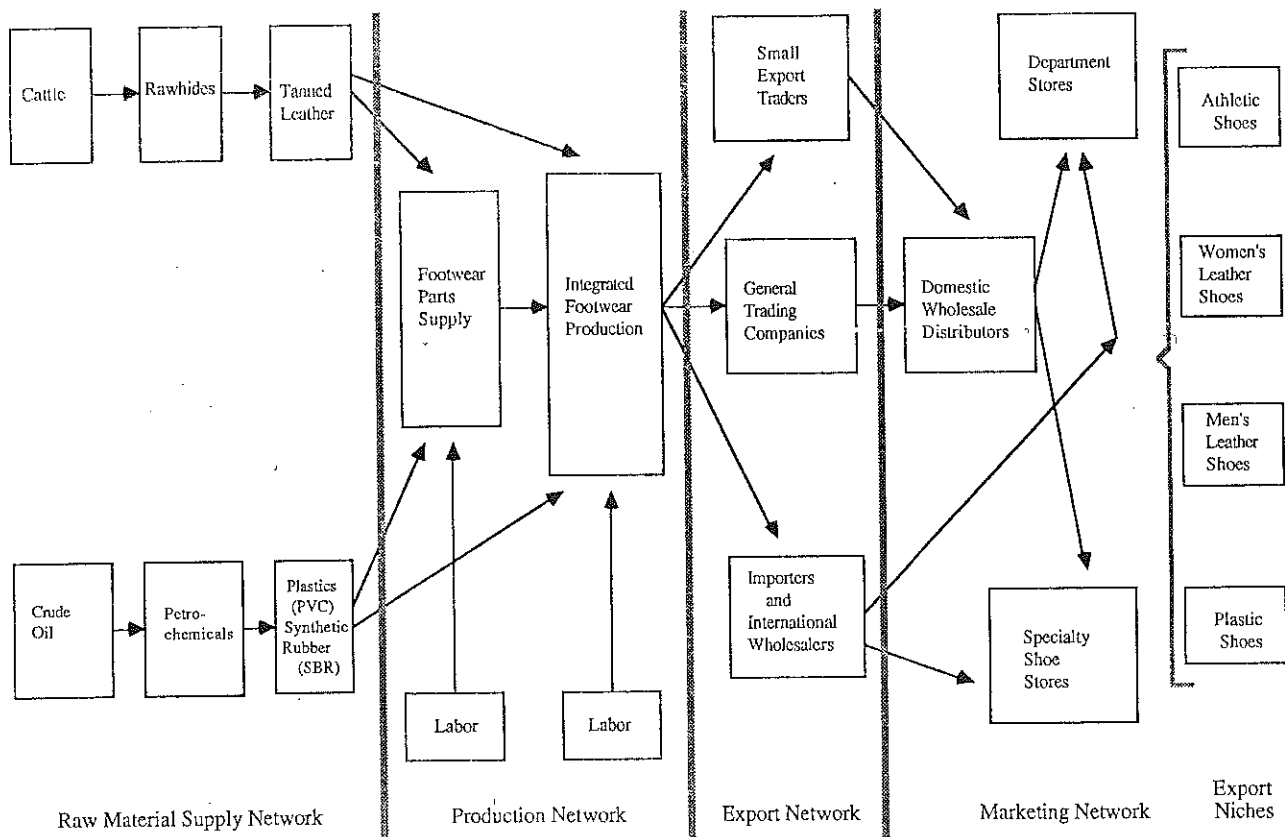 Cattle
Rawhides
Tanned
Leather
Crude
Oil
Petro-
chemicals
Plastics
(PVC)
Synthetic
Rubber
(SBR)
Raw Material Supply Network
Footwear
Parts
Supply
Integrated
Footwear
Production
Labor
Labor
Production Network
Small
Export
Traders
General
Trading
Companies
Importers
and
International
Wholesalers
Export Network
Department
Stores
Domestic
Wholesale
Distributors
Specialty
Shoe
Stores
Marketing Network
Athletic
Shoes
Women's
Leather
Shoes
Men's
Leather
Shoes
Plastic
Shoes
Export
Niches